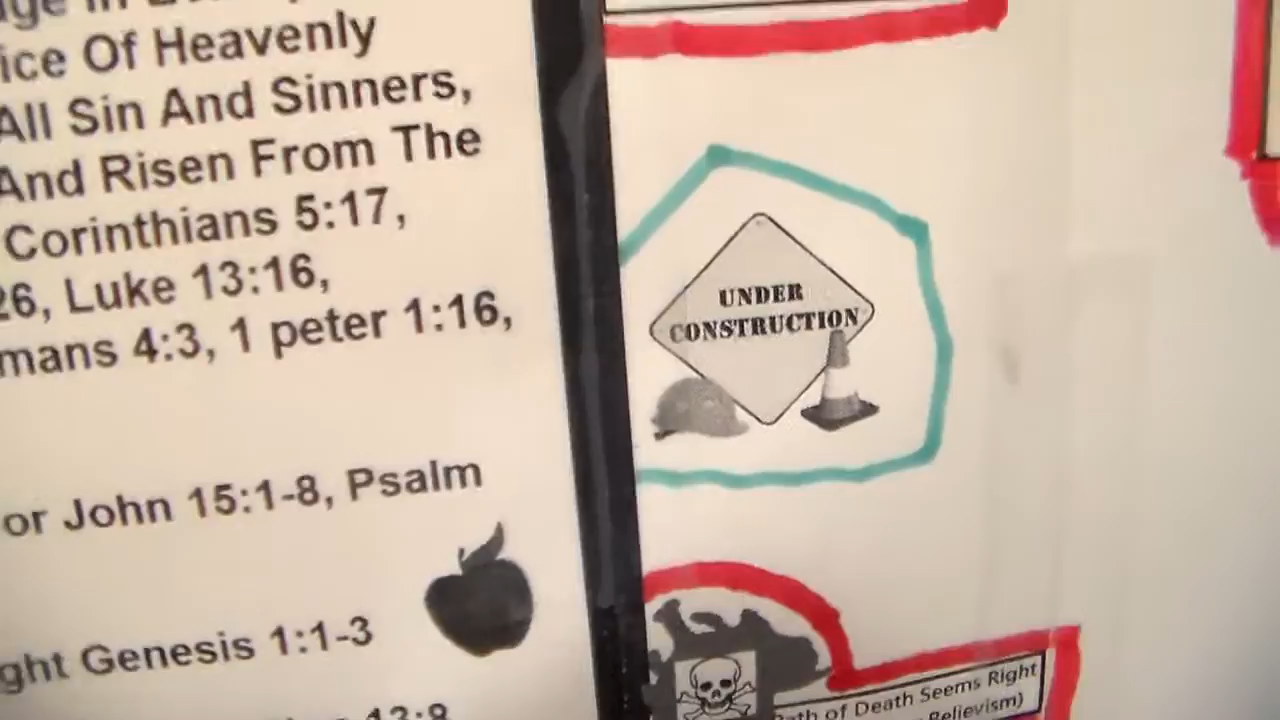 ice Of Heavenly
All Sin And Sinners,
And Risen From The
Corinthians 5:17,
26, Luke 13:16,
mans 4:3, 1 peter 1:16,
or John 15:1-8, Psalm
ght Genesis 1:1-3
UNDER
CONSTRUCTION
ath of Death Seems Right
Believism)